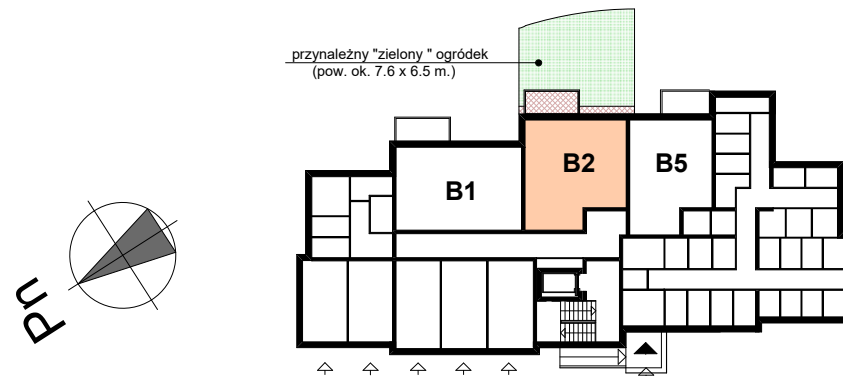 przynależny "zielony " ogródek
(pow. ok. 7.6 x 6.5 m.)
B1
B2
B5
Pn